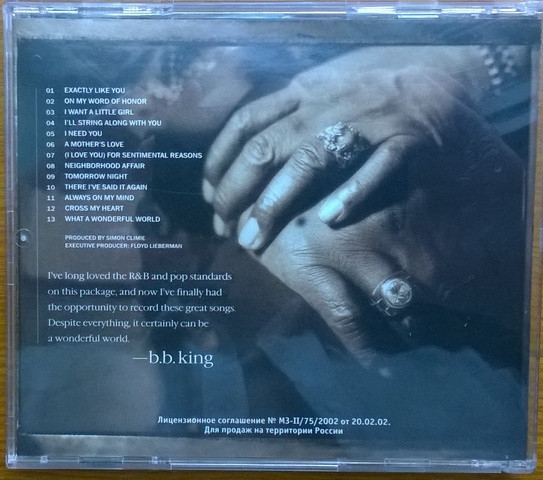 01 EXACTLY LIKE YOU
02 ON MY WORD OF HONOR
03 I WANT A LITTLE GIRL
04 I'LL STRING ALONG WITH YOU
05 I NEED YOU
06 A MOTHER'S LOVE
07 (I LOVE YOU) FOR SENTIMENTAL REASONS
08 NEIGHBORHOOD AFFAIR
09 TOMORROW NIGHT
10 THERE I'VE SAID IT AGAIN
11 ALWAYS ON MY MIND
12 CROSS MY HEART
13 WHAT A WONDERFUL WORLD
PRODUCED BY SIMON CLIMIE
EXECUTIVE PRODUCER: FLOYD LIEBERMAN
I've long loved the R&B and pop standards
on this package, and now I've finally had
the opportunity to record these great songs.
Despite everything, it certainly can be
a wonderful world.
—b.b. king
Лицензионное соглашение № МЗ-II/75/2002 от 20.02.02.
Для продаж на территории России